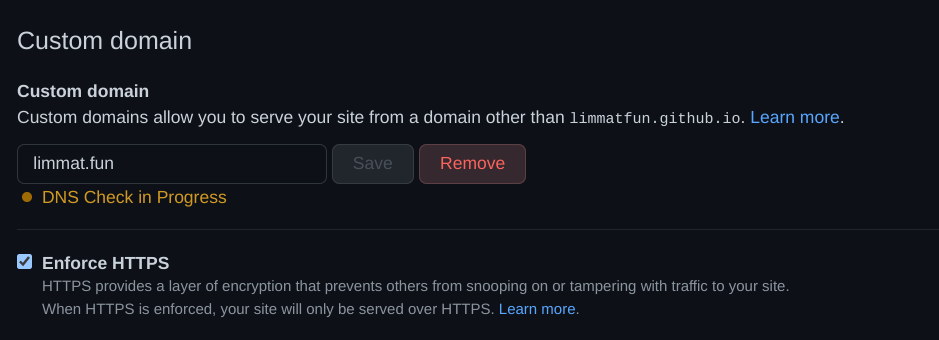 Custom domain
Custom domain
Custom domains allow you to serve your site from a domain other than limmatfun.github.io. Learn more.
limmat.fun Save Remove
DNS Check in Progress
Enforce HTTPS
HTTPS provides a layer of encryption that prevents others from snooping on or tampering with traffic to your site.
When HTTPS is enforced, your site will only be served over HTTPS. Learn more.